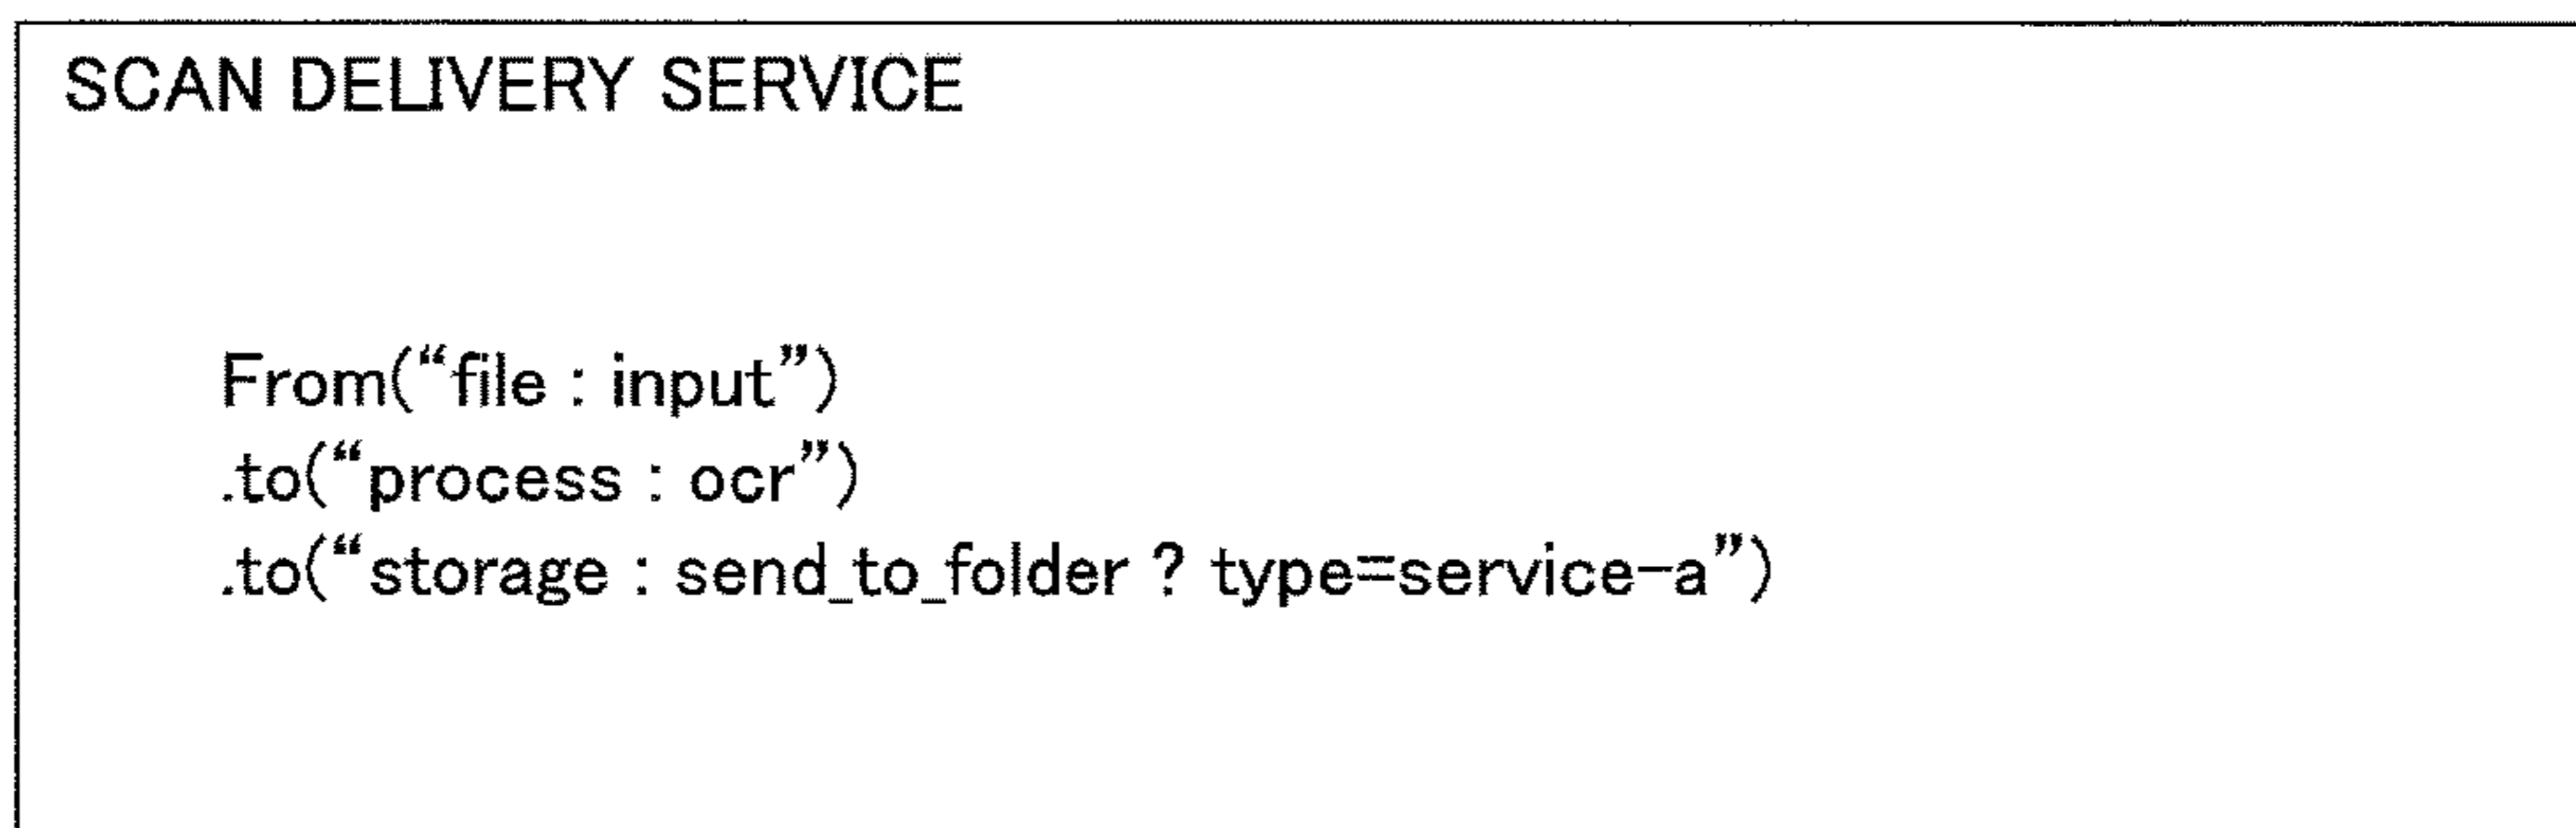 SCAN DELIVERY SERVICE
From(“file : input”)
.to(“process : ocr”)
.to(“storage : send_to_folder ? type=service-a”)